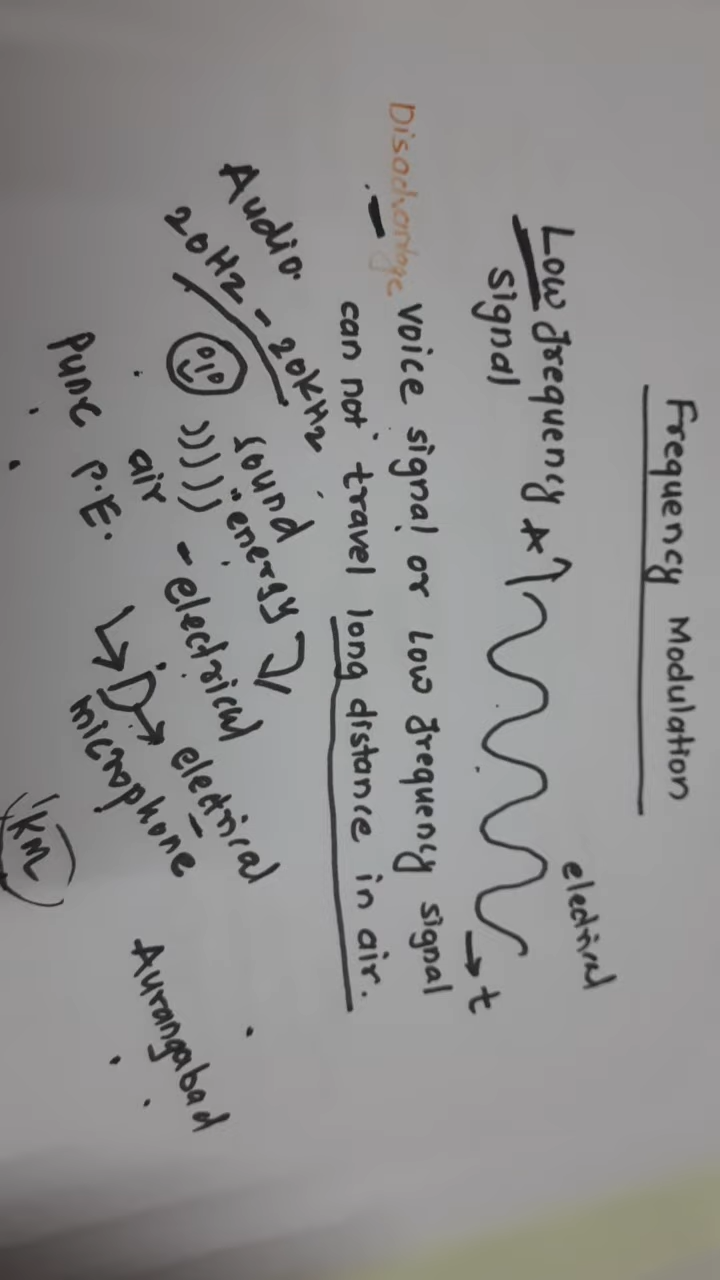 Frequency Modulation
electrical
Low frequency
signal
A
→ t
Disadvantage
voice signal or Low frequency signal
can not travel long distance in air.
Audio.
20Hz - 20kHz
sound
"energy
)))))
- electrical
air
Pune P.E.
electrical
microphone
KM
Aurangabad